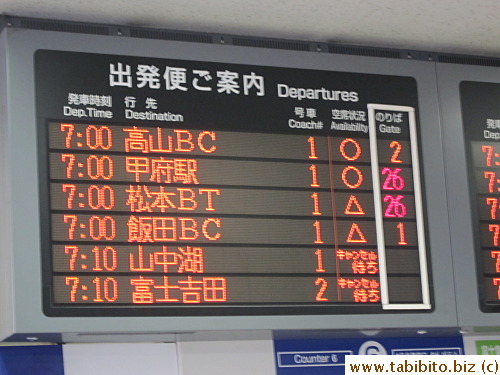 出発便ご案内 Departures
発車時刻 行先 号車 空席状況 のりば
Dep.Time Destination Coach# Availability Gate
7:00 高山BC 1 ○ 2
7:00 甲府駅 1 ○ 26
7:00 松本BT 1 △ 26
7:00 飯田BC 1 △ 1
7:10 山中湖 1 キャンセル待ち
7:10 富士吉田 2 キャンセル待ち
Counter 6
www.tabibito.biz (c)